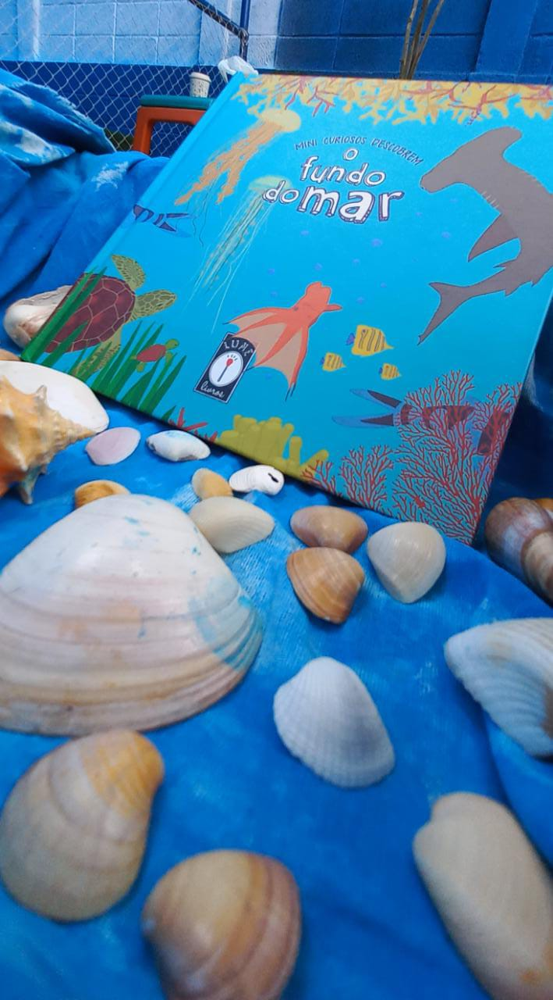 MINI CURIOSOS DESCOBREM
o
fundo
do mar
LUME
livros